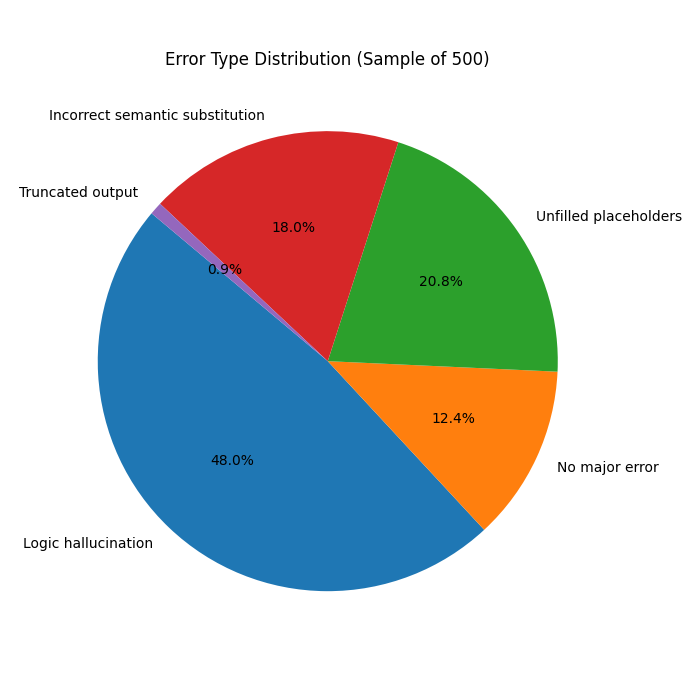 Error Type Distribution (Sample of 500)
Incorrect semantic substitution
Truncated output
Unfilled placeholders
18.0%
0.9%
20.8%
12.4%
48.0%
No major error
Logic hallucination